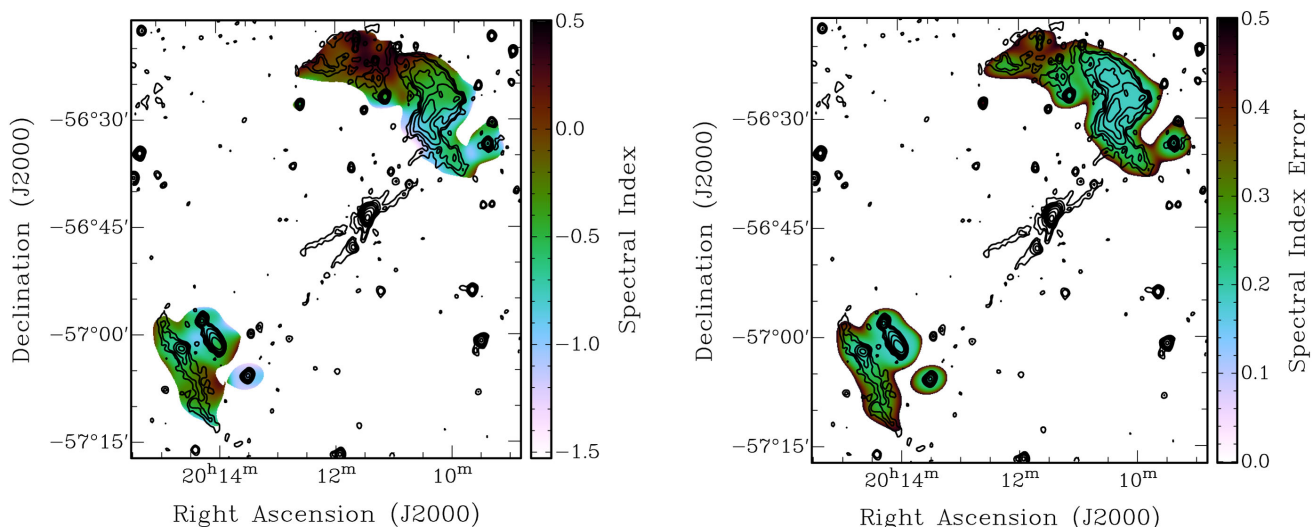 0.5
0.0
−0.5
−1.0
−1.5
Spectral Index
−56°30′
−56°45′
−57°00′
−57°15′
Declination (J2000)
20ʰ14ᵐ 12ᵐ 10ᵐ
Right Ascension (J2000)
0.5
0.4
0.3
0.2
0.1
0.0
Spectral Index Error
−56°30′
−56°45′
−57°00′
−57°15′
Declination (J2000)
20ʰ14ᵐ 12ᵐ 10ᵐ
Right Ascension (J2000)